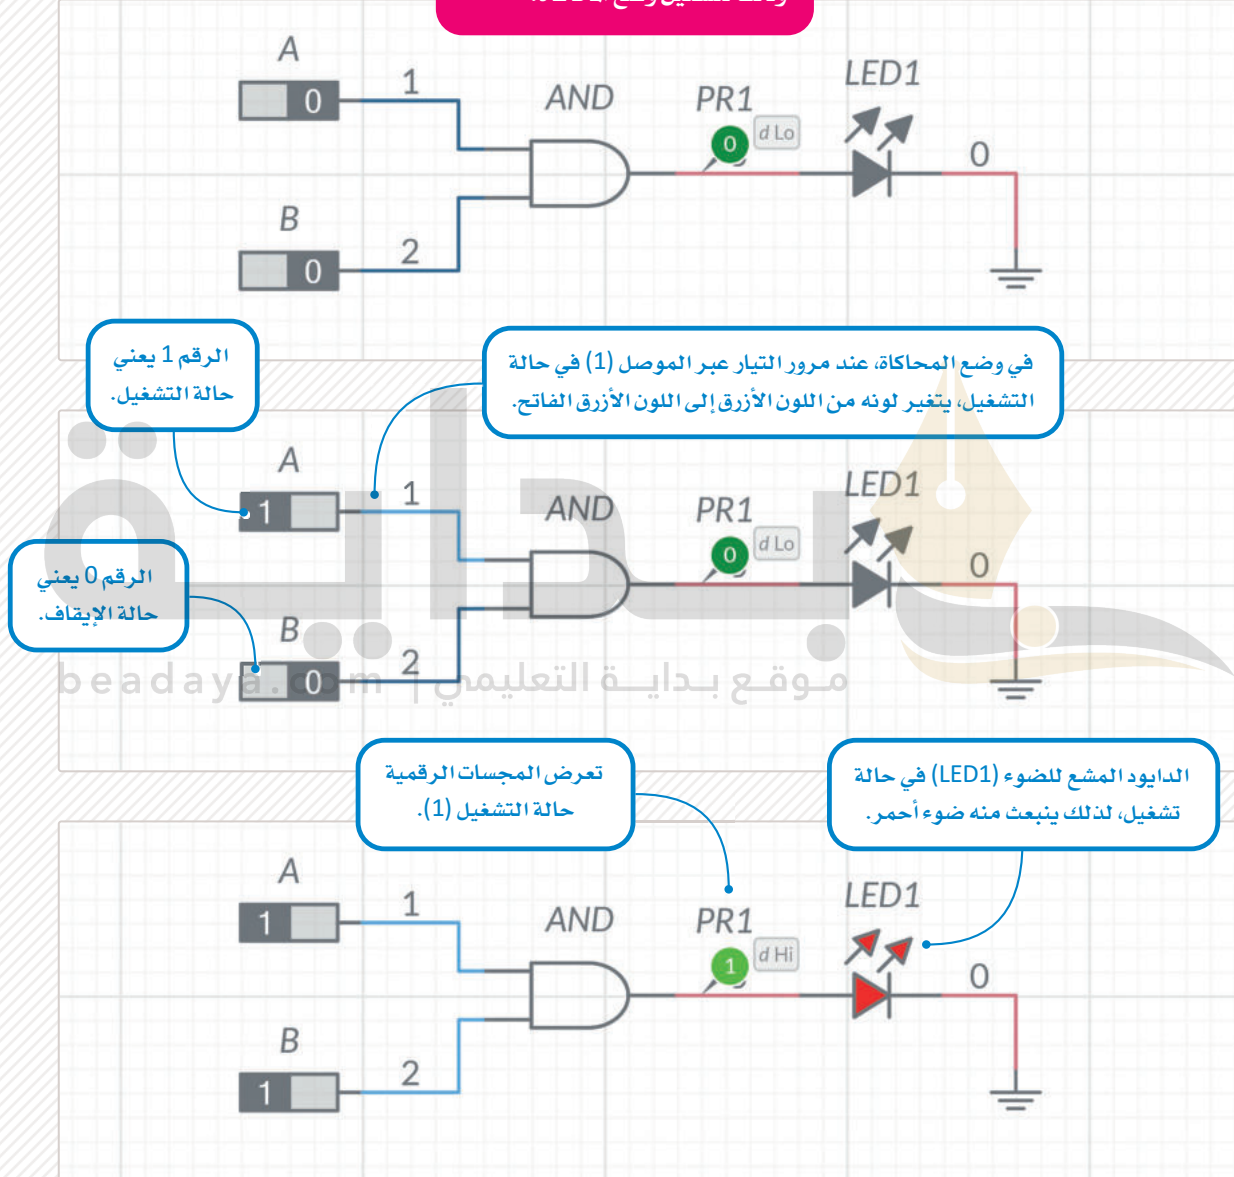 A
1
0
AND
PR1
0
d Lo
LED1
0
B
2
0
الرقم 1 يعني
حالة التشغيل.
في وضع المحاكاة، عند مرور التيار عبر الموصل (1) في حالة
التشغيل، يتغير لونه من اللون الأزرق إلى اللون الأزرق الفاتح.
A
1
1
AND
PR1
0
d Lo
LED1
0
الرقم 0 يعني
حالة الإيقاف.
B
2
0
بداية
موقع بداية التعليمي | beadaya.com
تعرض المجسات الرقمية
حالة التشغيل (1).
الدايود المشع للضوء (LED1) في حالة
تشغيل، لذلك ينبعث منه ضوء أحمر.
A
1
1
AND
PR1
1
d Hi
LED1
0
B
2
1